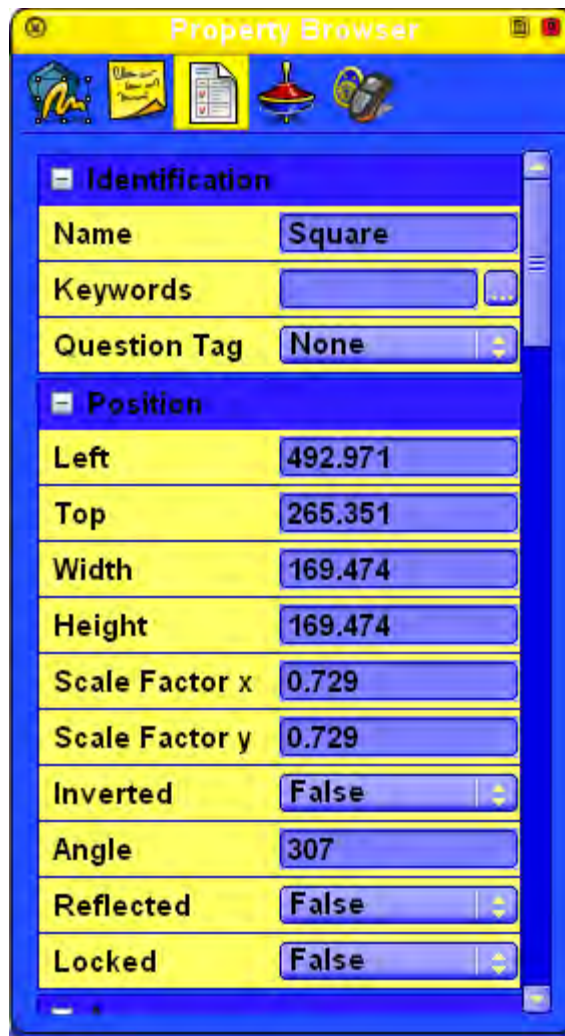 Property Browser
Identification
Name Square
Keywords ...
Question Tag None
Position
Left 492.971
Top 265.351
Width 169.474
Height 169.474
Scale Factor x 0.729
Scale Factor y 0.729
Inverted False
Angle 307
Reflected False
Locked False